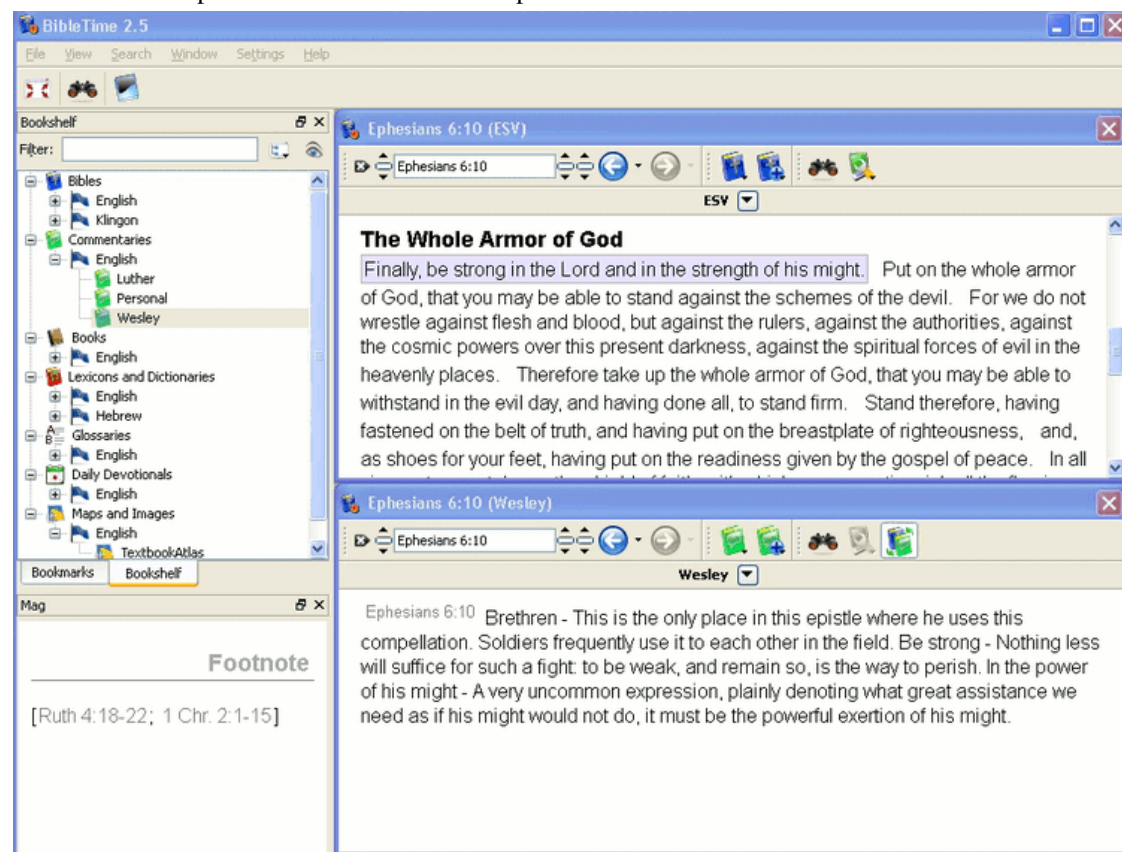 BibleTime 2.5
File View Search Window Settings Help
Bookshelf
Filter:
Bibles
English
Klingon
Commentaries
English
Luther
Personal
Wesley
Books
English
Lexicons and Dictionaries
English
Hebrew
Glossaries
English
Daily Devotionals
English
Maps and Images
English
TextbookAtlas
Bookmarks Bookshelf
Mag
Footnote
[Ruth 4:18-22; 1 Chr. 2:1-15]
Ephesians 6:10 (ESV)
Ephesians 6:10
ESV
The Whole Armor of God
Finally, be strong in the Lord and in the strength of his might. Put on the whole armor
of God, that you may be able to stand against the schemes of the devil. For we do not
wrestle against flesh and blood, but against the rulers, against the authorities, against
the cosmic powers over this present darkness, against the spiritual forces of evil in the
heavenly places. Therefore take up the whole armor of God, that you may be able to
withstand in the evil day, and having done all, to stand firm. Stand therefore, having
fastened on the belt of truth, and having put on the breastplate of righteousness, and,
as shoes for your feet, having put on the readiness given by the gospel of peace. In all
Ephesians 6:10 (Wesley)
Ephesians 6:10
Wesley
Ephesians 6:10 Brethren - This is the only place in this epistle where he uses this
compellation. Soldiers frequently use it to each other in the field. Be strong - Nothing less
will suffice for such a fight: to be weak, and remain so, is the way to perish. In the power
of his might - A very uncommon expression, plainly denoting what great assistance we
need as if his might would not do, it must be the powerful exertion of his might.